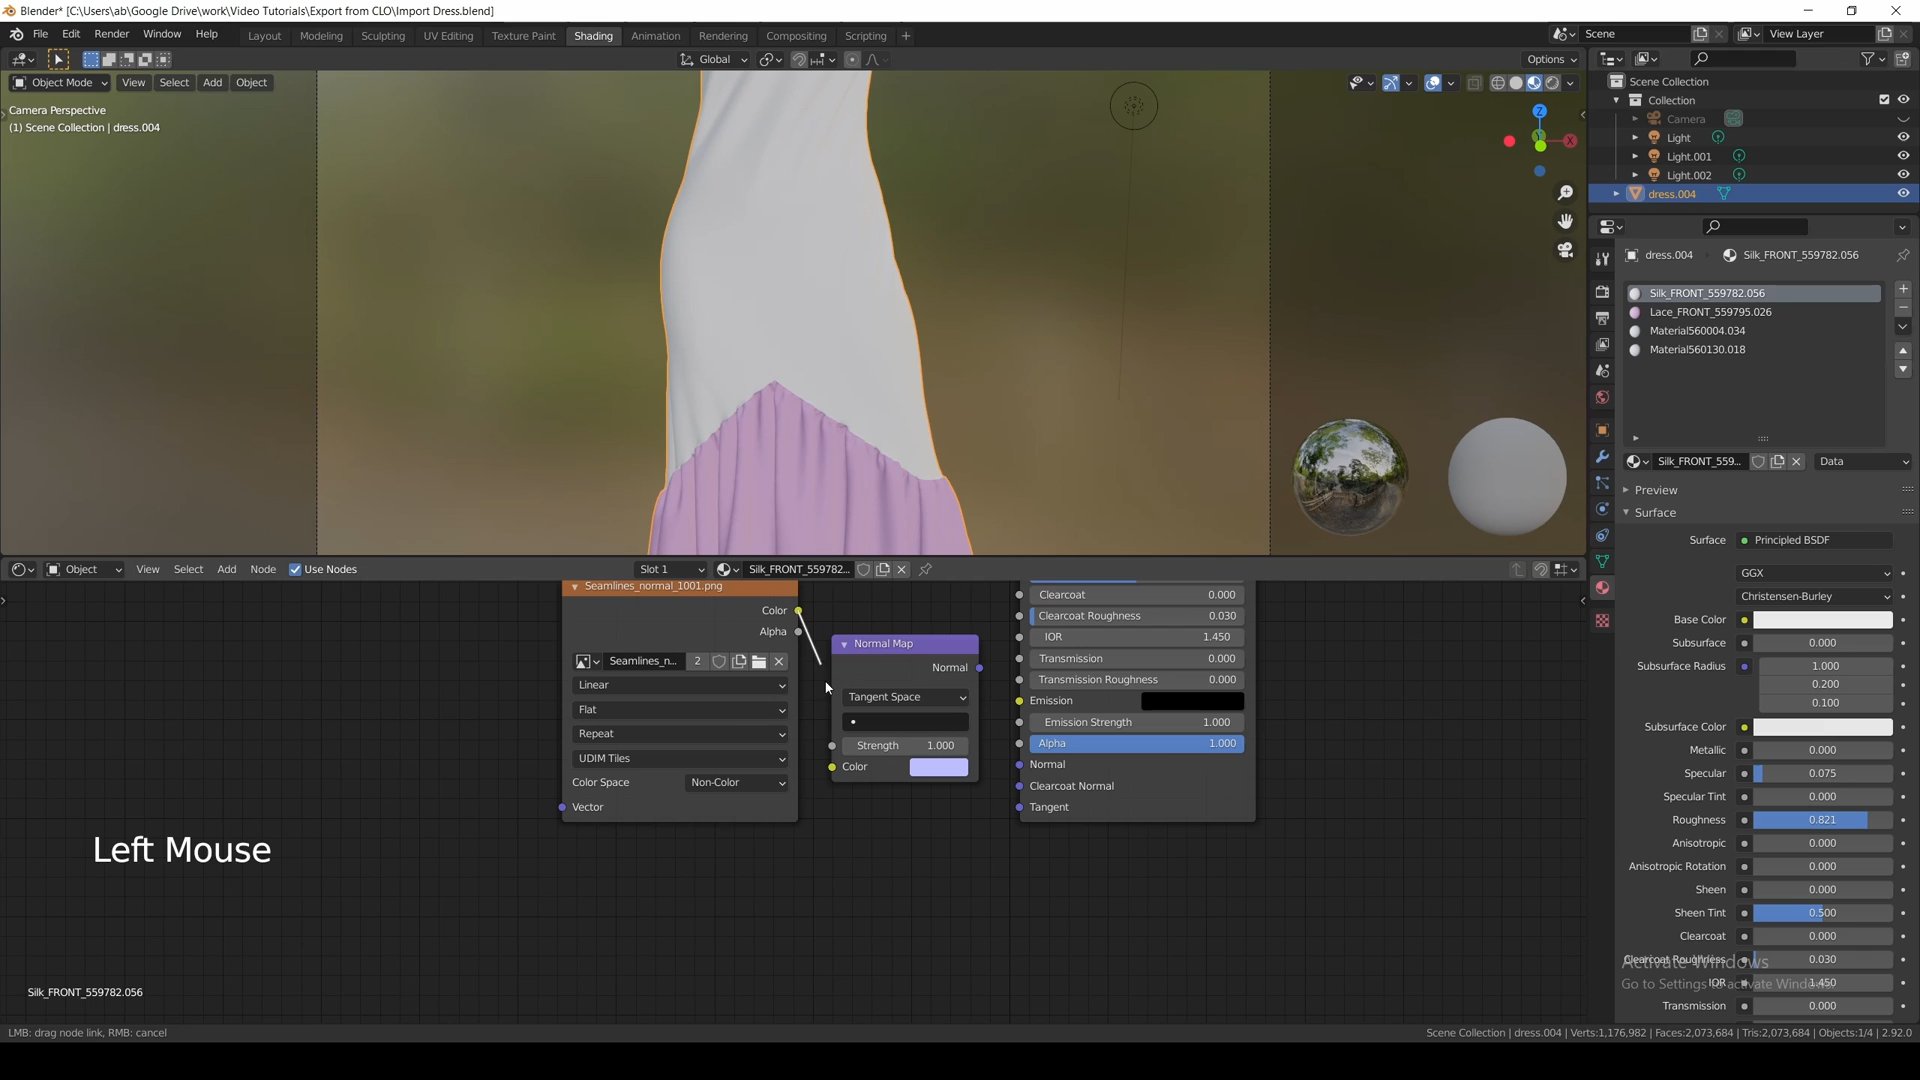 Blender* [C:\Users\ab\Google Drive\work\Video Tutorials\Export from CLO\Import Dress.blend]
File Edit Render Window Help Layout Modeling Sculpting UV Editing Texture Paint Shading Animation Rendering Compositing Scripting + Scene View Layer
Global Options
Object Mode View Select Add Object
Camera Perspective
(1) Scene Collection | dress.004
Z
Y
X
Scene Collection
Collection
Camera
Light
Light.001
Light.002
dress.004
dress.004 Silk_FRONT_559782.056
Silk_FRONT_559782.056
Lace_FRONT_559795.026
Material560004.034
Material560130.018
Silk_FRONT_559... Data
Preview
Surface
Surface Principled BSDF
GGX
Christensen-Burley
Base Color
Subsurface 0.000
Subsurface Radius 1.000
0.200
0.100
Subsurface Color
Metallic 0.000
Specular 0.075
Specular Tint 0.000
Roughness 0.821
Anisotropic 0.000
Anisotropic Rotation 0.000
Sheen 0.000
Sheen Tint 0.500
Clearcoat 0.000
Clearcoat Roughness 0.030
IOR 1.450
Transmission 0.000
Activate Windows
Go to Settings to activate Windows.
Object View Select Add Node Use Nodes Slot 1 Silk_FRONT_559782...
Seamlines_normal_1001.png
Color
Alpha
Seamlines_n... 2
Linear
Flat
Repeat
UDIM Tiles
Color Space Non-Color
Vector
Normal Map
Normal
Tangent Space
Strength 1.000
Color
Clearcoat 0.000
Clearcoat Roughness 0.030
IOR 1.450
Transmission 0.000
Transmission Roughness 0.000
Emission
Emission Strength 1.000
Alpha 1.000
Normal
Clearcoat Normal
Tangent
Left Mouse
Silk_FRONT_559782.056
LMB: drag node link, RMB: cancel
Scene Collection | dress.004 | Verts:1,176,982 | Faces:2,073,684 | Tris:2,073,684 | Objects:1/4 | 2.92.0